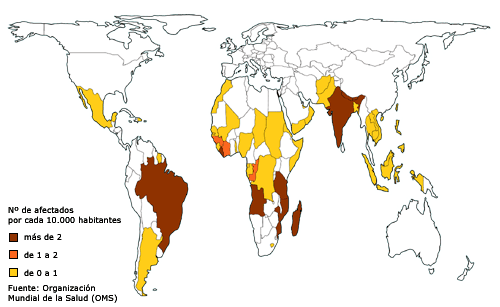 Nº de afectados
por cada 10.000 habitantes
más de 2
de 1 a 2
de 0 a 1
Fuente: Organización
Mundial de la Salud (OMS)